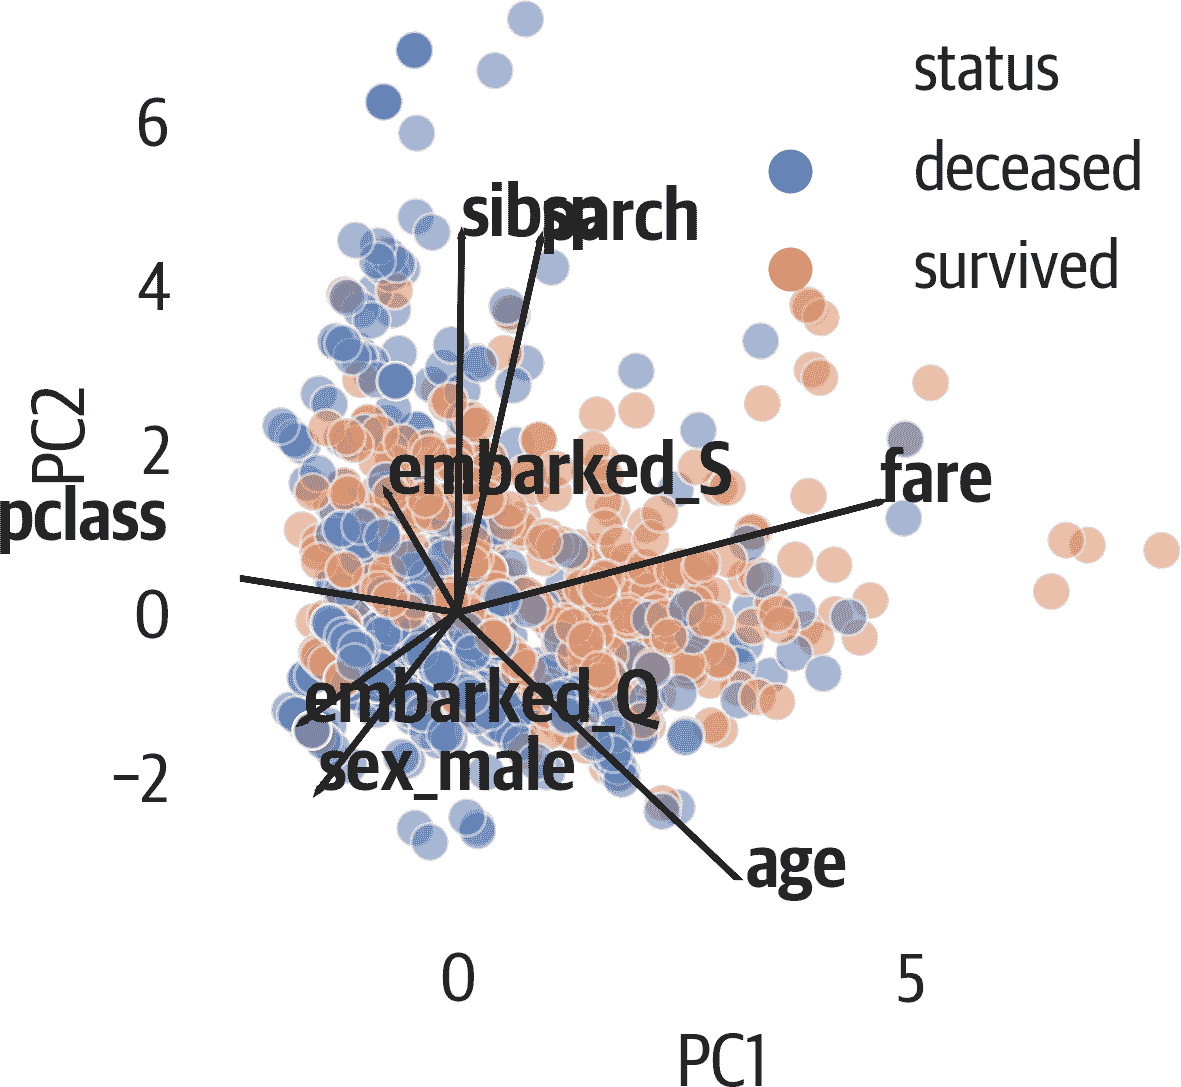 status
deceased
survived
6
4
2
0
−2
PC2
sibsp
parch
embarked_S
fare
pclass
embarked_Q
sex_male
age
0
5
PC1